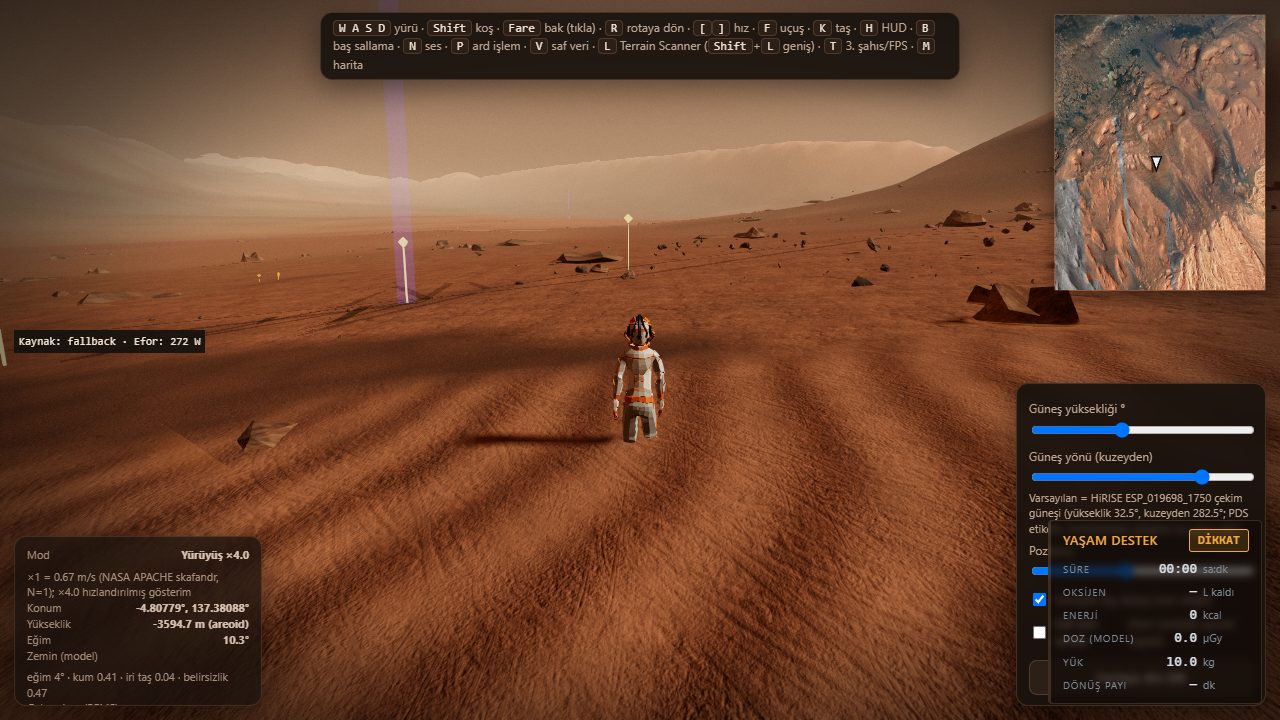 W A S D yürü · Shift koş · Fare bak (tıkla) · R rotaya dön · [ ] hız · F uçuş · K taş · H HUD · B
baş sallama · N ses · P ard işlem · V saf veri · L Terrain Scanner (Shift+L geniş) · T 3. şahıs/FPS · M
harita
Kaynak: fallback · Efor: 272 W
Mod Yürüyüş ×4.0
×1 = 0.67 m/s (NASA APACHE skafandr,
N=1); ×4.0 hızlandırılmış gösterim
Konum -4.80779°, 137.38088°
Yükseklik -3594.7 m (areoid)
Eğim 10.3°
Zemin (model)
eğim 4° · kum 0.41 · iri taş 0.04 · belirsizlik
0.47
Güneş yüksekliği °
Güneş yönü (kuzeyden)
Varsayılan = HiRISE ESP_019698_1750 çekim
güneşi (yükseklik 32.5°, kuzeyden 282.5°; PDS
YAŞAM DESTEK DİKKAT
SÜRE 00:00 sa:dk
OKSİJEN — L kaldı
ENERJİ 0 kcal
DOZ (MODEL) 0.0 µGy
YÜK 10.0 kg
DÖNÜŞ PAYI — dk